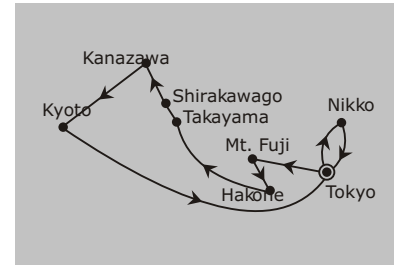 Kanazawa
Shirakawago
Kyoto
Takayama
Nikko
Mt. Fuji
Hakone
Tokyo